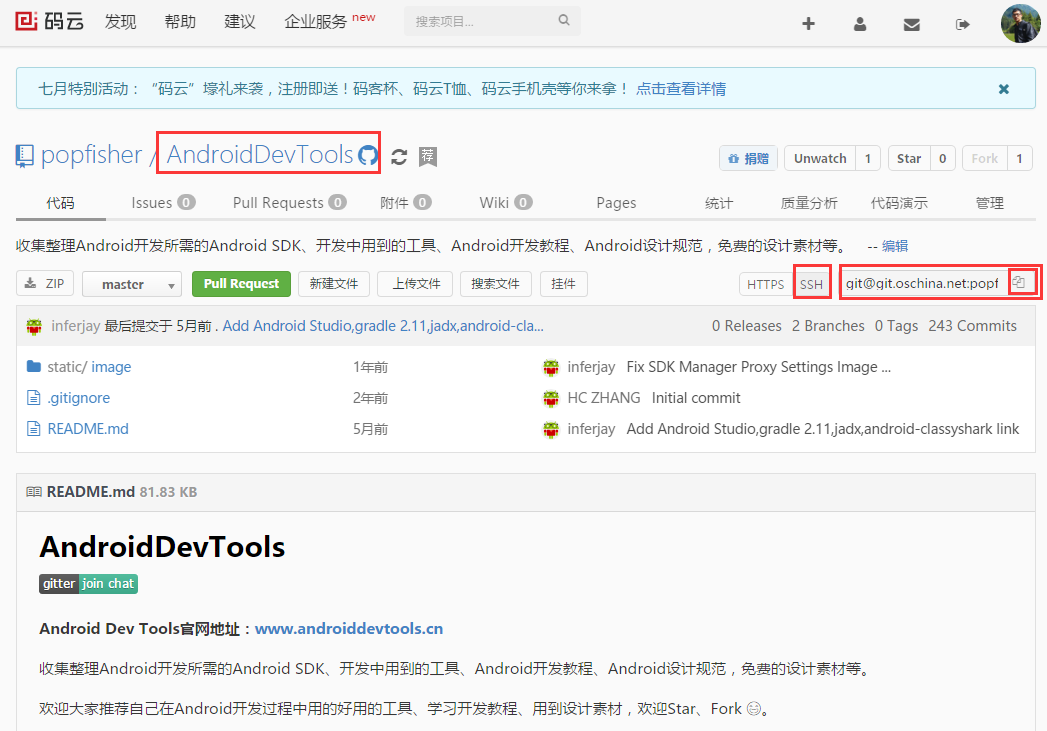 码云 发现 帮助 建议 企业服务 new 搜索项目...
七月特别活动：“码云”壕礼来袭，注册即送！码客杯、码云T恤、码云手机壳等你来拿！ 点击查看详情
popfisher / AndroidDevTools 荐 捐赠 Unwatch 1 Star 0 Fork 1
代码 Issues 0 Pull Requests 0 附件 0 Wiki 0 Pages 统计 质量分析 代码演示 管理
收集整理Android开发所需的Android SDK、开发中用到的工具、Android开发教程、Android设计规范，免费的设计素材等。 -- 编辑
ZIP master Pull Request 新建文件 上传文件 搜索文件 挂件 HTTPS SSH git@git.oschina.net:popf
inferjay 最后提交于 5月前 . Add Android Studio,gradle 2.11,jadx,android-cla... 0 Releases 2 Branches 0 Tags 243 Commits
static/ image 1年前 inferjay Fix SDK Manager Proxy Settings Image ...
.gitignore 2年前 HC ZHANG Initial commit
README.md 5月前 inferjay Add Android Studio,gradle 2.11,jadx,android-classyshark link
README.md 81.83 KB
AndroidDevTools
gitter join chat
Android Dev Tools官网地址：www.androiddevtools.cn
收集整理Android开发所需的Android SDK、开发中用到的工具、Android开发教程、Android设计规范，免费的设计素材等。
欢迎大家推荐自己在Android开发过程中用的好用的工具、学习开发教程、用到设计素材，欢迎Star、Fork 😄。